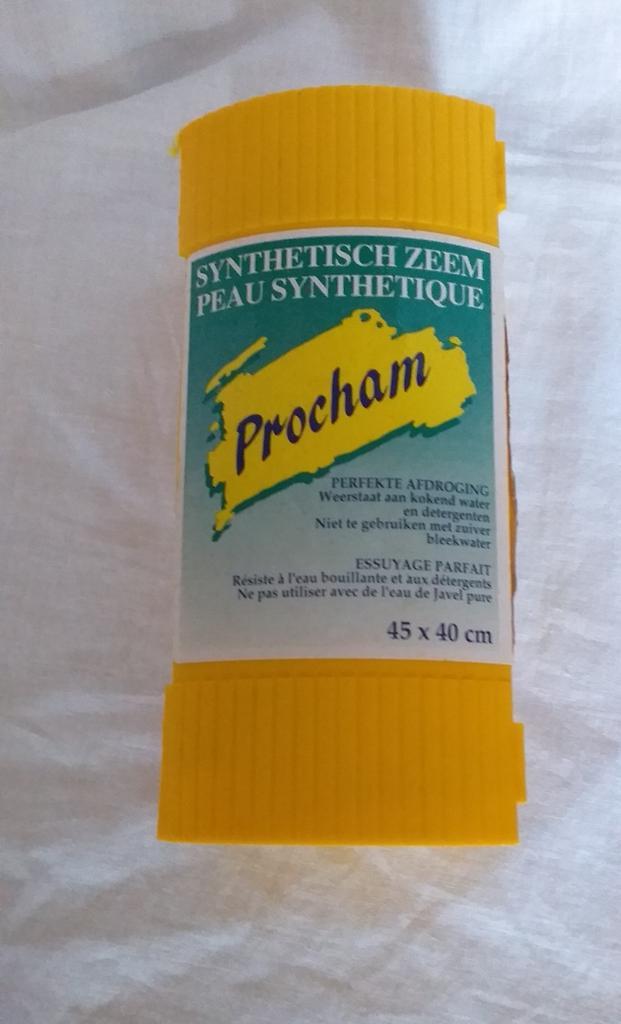 SYNTHETISCH ZEEM
PEAU SYNTHETIQUE
Procham
PERFEKTE AFDROGING
Weerstaat aan kokend water
en detergenten
Niet te gebruiken met zuiver
bleekwater
ESSUYAGE PARFAIT
Résiste à l'eau bouillante et aux détergents
Ne pas utiliser avec de l'eau de Javel pure
45 x 40 cm